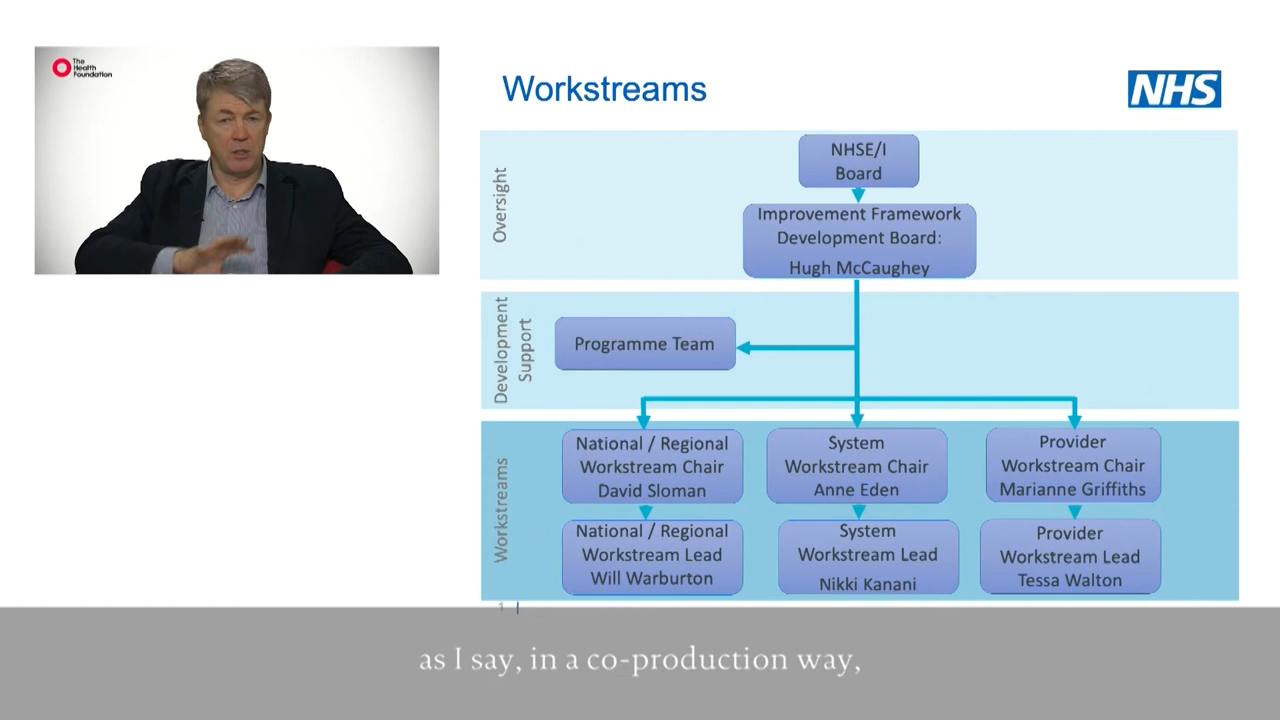 The
Health
Foundation
Workstreams
NHS
Oversight
NHSE/I
Board
Improvement Framework
Development Board:
Hugh McCaughey
Development
Support
Programme Team
Workstreams
National / Regional
Workstream Chair
David Sloman
System
Workstream Chair
Anne Eden
Provider
Workstream Chair
Marianne Griffiths
National / Regional
Workstream Lead
Will Warburton
System
Workstream Lead
Nikki Kanani
Provider
Workstream Lead
Tessa Walton
as I say, in a co-production way,